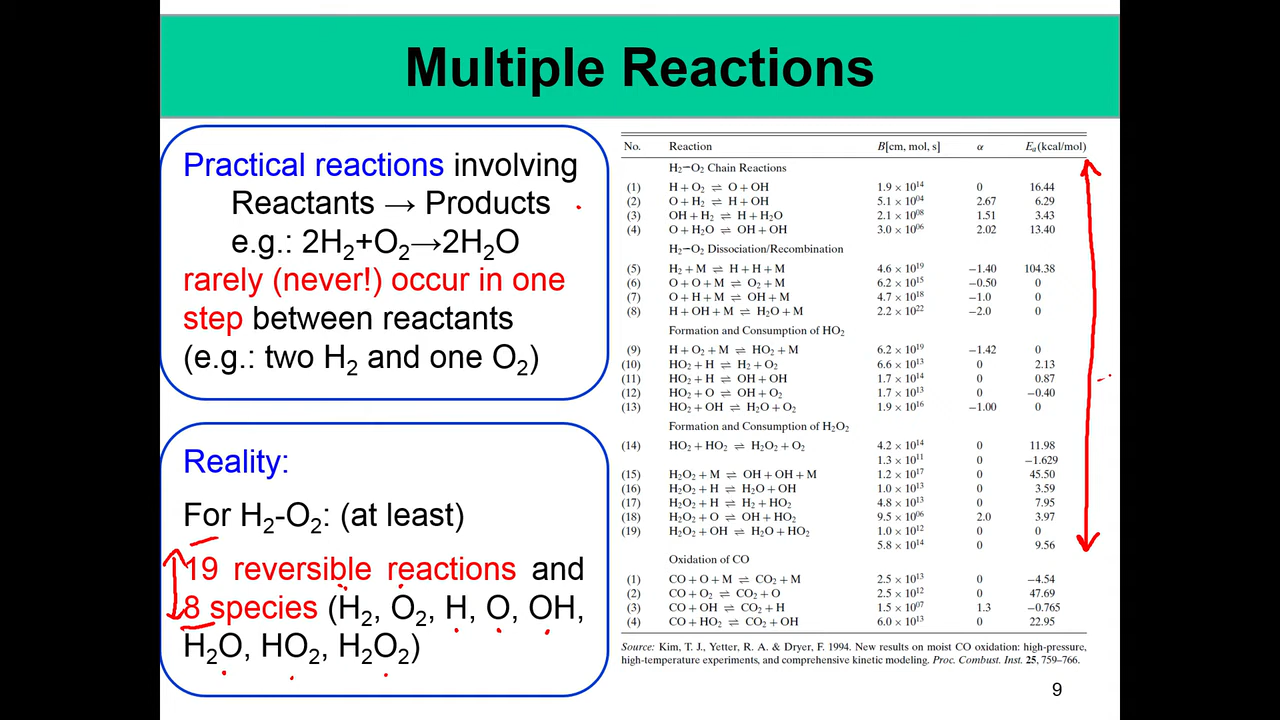 Multiple Reactions
Practical reactions involving
Reactants → Products
e.g.: 2H₂+O₂→2H₂O
rarely (never!) occur in one
step between reactants
(e.g.: two H₂ and one O₂)
Reality:
For H₂-O₂: (at least)
19 reversible reactions and
8 species (H₂, O₂, H, O, OH,
H₂O, HO₂, H₂O₂)
No. Reaction B[cm, mol, s] α Eₐ(kcal/mol)
H₂–O₂ Chain Reactions
(1) H + O₂ ⇌ O + OH 1.9 × 10¹⁴ 0 16.44
(2) O + H₂ ⇌ H + OH 5.1 × 10⁰⁴ 2.67 6.29
(3) OH + H₂ ⇌ H + H₂O 2.1 × 10⁰⁸ 1.51 3.43
(4) O + H₂O ⇌ OH + OH 3.0 × 10⁰⁶ 2.02 13.40
H₂–O₂ Dissociation/Recombination
(5) H₂ + M ⇌ H + H + M 4.6 × 10¹⁹ −1.40 104.38
(6) O + O + M ⇌ O₂ + M 6.2 × 10¹⁵ −0.50 0
(7) O + H + M ⇌ OH + M 4.7 × 10¹⁸ −1.0 0
(8) H + OH + M ⇌ H₂O + M 2.2 × 10²² −2.0 0
Formation and Consumption of HO₂
(9) H + O₂ + M ⇌ HO₂ + M 6.2 × 10¹⁹ −1.42 0
(10) HO₂ + H ⇌ H₂ + O₂ 6.6 × 10¹³ 0 2.13
(11) HO₂ + H ⇌ OH + OH 1.7 × 10¹⁴ 0 0.87
(12) HO₂ + O ⇌ OH + O₂ 1.7 × 10¹³ 0 −0.40
(13) HO₂ + OH ⇌ H₂O + O₂ 1.9 × 10¹⁶ −1.00 0
Formation and Consumption of H₂O₂
(14) HO₂ + HO₂ ⇌ H₂O₂ + O₂ 4.2 × 10¹⁴ 0 11.98
1.3 × 10¹¹ 0 −1.629
(15) H₂O₂ + M ⇌ OH + OH + M 1.2 × 10¹⁷ 0 45.50
(16) H₂O₂ + H ⇌ H₂O + OH 1.0 × 10¹³ 0 3.59
(17) H₂O₂ + H ⇌ H₂ + HO₂ 4.8 × 10¹³ 0 7.95
(18) H₂O₂ + O ⇌ OH + HO₂ 9.5 × 10⁰⁶ 2.0 3.97
(19) H₂O₂ + OH ⇌ H₂O + HO₂ 1.0 × 10¹² 0 0
5.8 × 10¹⁴ 0 9.56
Oxidation of CO
(1) CO + O + M ⇌ CO₂ + M 2.5 × 10¹³ 0 −4.54
(2) CO + O₂ ⇌ CO₂ + O 2.5 × 10¹² 0 47.69
(3) CO + OH ⇌ CO₂ + H 1.5 × 10⁰⁷ 1.3 −0.765
(4) CO + HO₂ ⇌ CO₂ + OH 6.0 × 10¹³ 0 22.95
Source: Kim, T. J., Yetter, R. A. & Dryer, F. 1994. New results on moist CO oxidation: high-pressure,
high-temperature experiments, and comprehensive kinetic modeling. Proc. Combust. Inst. 25, 759–766.
9